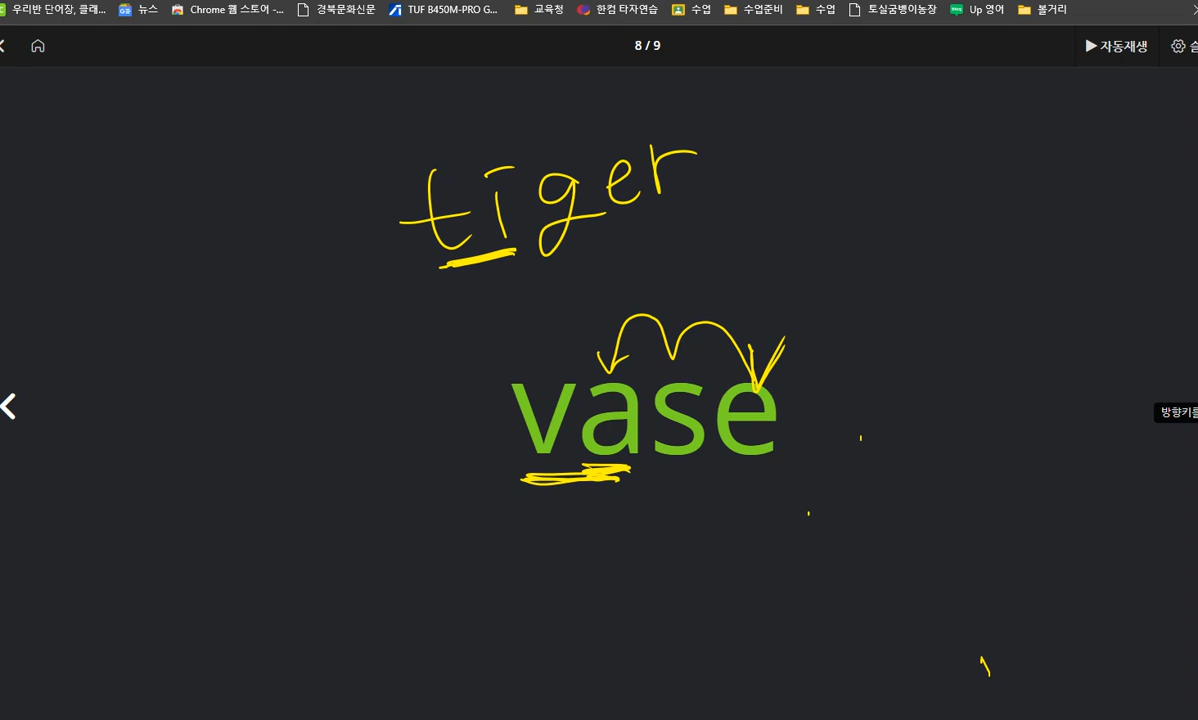 우리반 단어장, 클래... 뉴스 Chrome 웹 스토어 -... 경북문화신문 TUF B450M-PRO G... 교육청 한컴 타자연습 수업 수업준비 수업 토실굼벵이농장 Up 영어 볼거리
8 / 9 자동재생
tiger
vase
방향키를